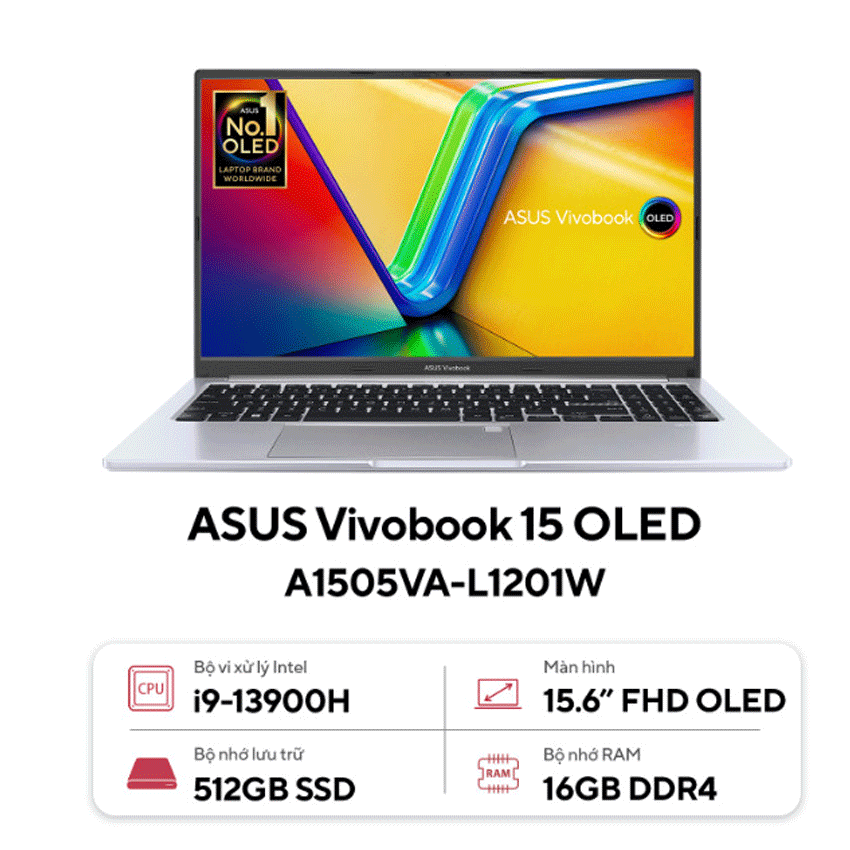 ASUS
No.1
OLED
LAPTOP BRAND
WORLDWIDE
ASUS Vivobook OLED
ASUS Vivobook
ASUS Vivobook 15 OLED
A1505VA-L1201W
CPU
Bộ vi xử lý Intel
i9-13900H
Màn hình
15.6” FHD OLED
Bộ nhớ lưu trữ
512GB SSD
RAM
Bộ nhớ RAM
16GB DDR4